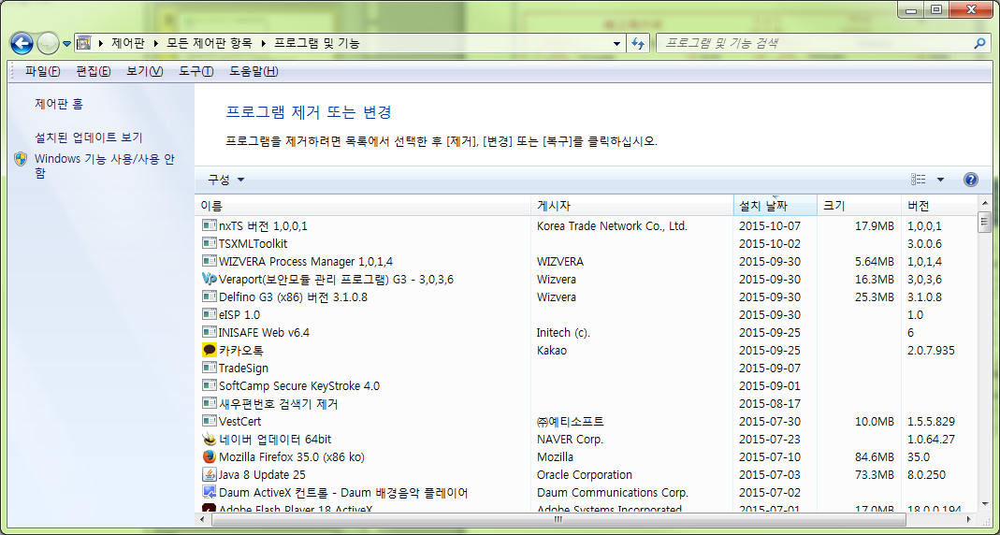 제어판 ▸ 모든 제어판 항목 ▸ 프로그램 및 기능
프로그램 및 기능 검색
파일(F) 편집(E) 보기(V) 도구(T) 도움말(H)
제어판 홈
설치된 업데이트 보기
Windows 기능 사용/사용 안
함
프로그램 제거 또는 변경
프로그램을 제거하려면 목록에서 선택한 후 [제거], [변경] 또는 [복구]를 클릭하십시오.
구성
이름 게시자 설치 날짜 크기 버전
nxTS 버전 1,0,0,1 Korea Trade Network Co., Ltd. 2015-10-07 17.9MB 1,0,0,1
TSXMLToolkit 2015-10-02 3.0.0.6
WIZVERA Process Manager 1,0,1,4 WIZVERA 2015-09-30 5.64MB 1,0,1,4
Veraport(보안모듈 관리 프로그램) G3 - 3,0,3,6 Wizvera 2015-09-30 16.3MB 3,0,3,6
Delfino G3 (x86) 버전 3.1.0.8 Wizvera 2015-09-30 25.3MB 3.1.0.8
eISP 1.0 2015-09-30 1.0
INISAFE Web v6.4 Initech (c). 2015-09-25 6
카카오톡 Kakao 2015-09-25 2.0.7.935
TradeSign 2015-09-07
SoftCamp Secure KeyStroke 4.0 2015-09-01
새우편번호 검색기 제거 2015-08-17
VestCert ㈜예티소프트 2015-07-30 10.0MB 1.5.5.829
네이버 업데이터 64bit NAVER Corp. 2015-07-23 1.0.64.27
Mozilla Firefox 35.0 (x86 ko) Mozilla 2015-07-10 84.6MB 35.0
Java 8 Update 25 Oracle Corporation 2015-07-03 73.3MB 8.0.250
Daum ActiveX 컨트롤 - Daum 배경음악 플레이어 Daum Communications Corp. 2015-07-02
Adobe Flash Player 18 ActiveX Adobe Systems Incorporated 2015-07-01 17.0MB 18.0.0.194